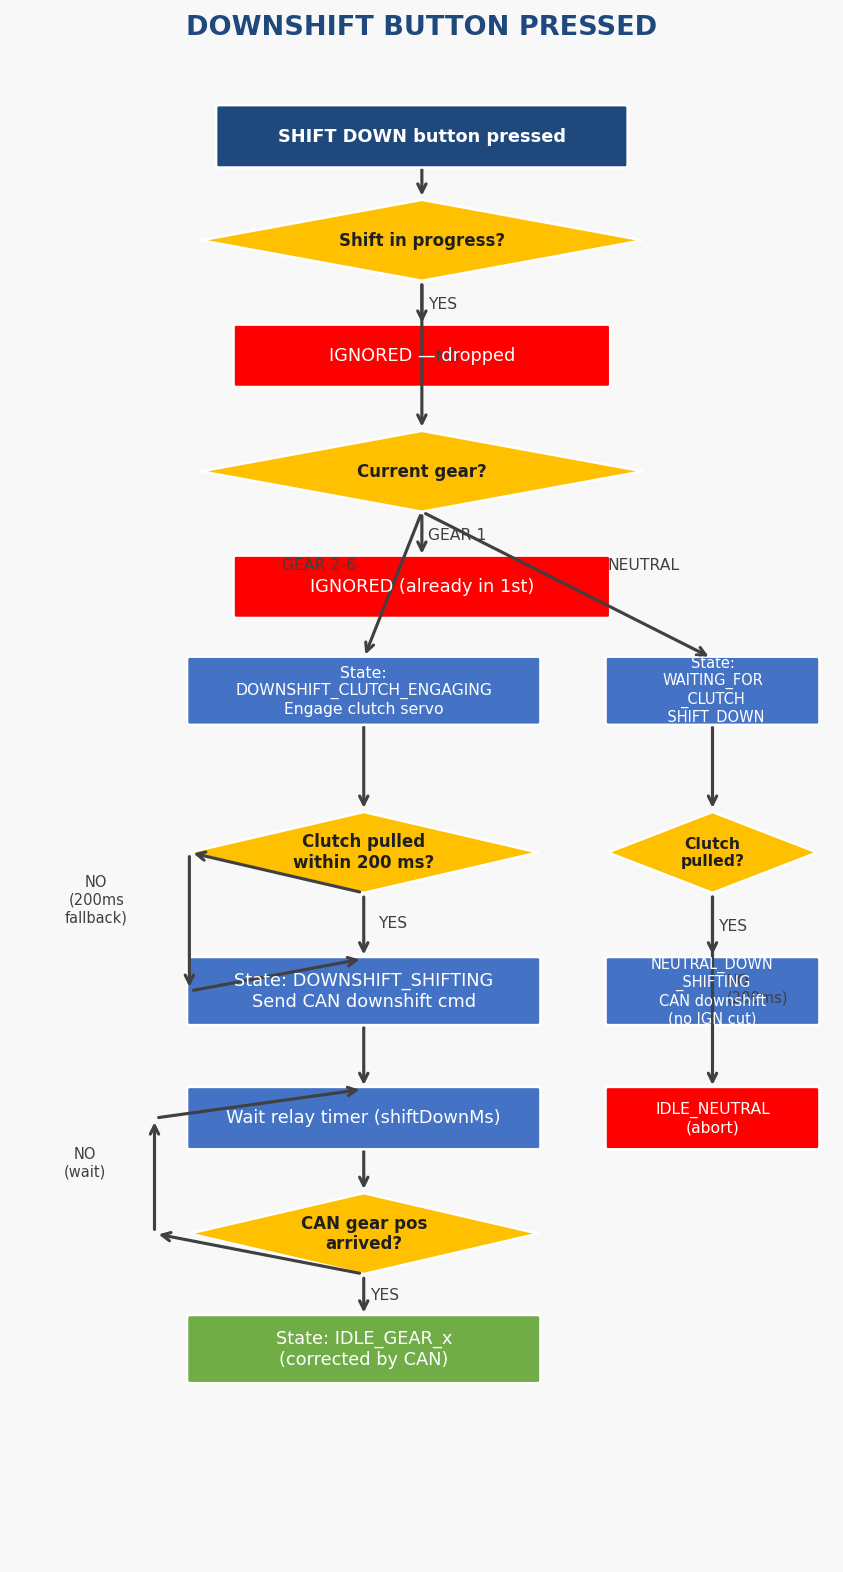 DOWNSHIFT BUTTON PRESSED
SHIFT DOWN button pressed
Shift in progress?
YES
IGNORED — dropped
Current gear?
GEAR 1
GEAR 2-6
NEUTRAL
IGNORED (already in 1st)
State:
DOWNSHIFT_CLUTCH_ENGAGING
Engage clutch servo
State:
WAITING_FOR
_CLUTCH
_SHIFT_DOWN
Clutch pulled
within 200 ms?
Clutch
pulled?
NO
(200ms
fallback)
YES
YES
State: DOWNSHIFT_SHIFTING
Send CAN downshift cmd
NEUTRAL_DOWN
_SHIFTING
CAN downshift
(no IGN cut)
Wait relay timer (shiftDownMs)
IDLE_NEUTRAL
(abort)
NO
(wait)
CAN gear pos
arrived?
YES
State: IDLE_GEAR_x
(corrected by CAN)